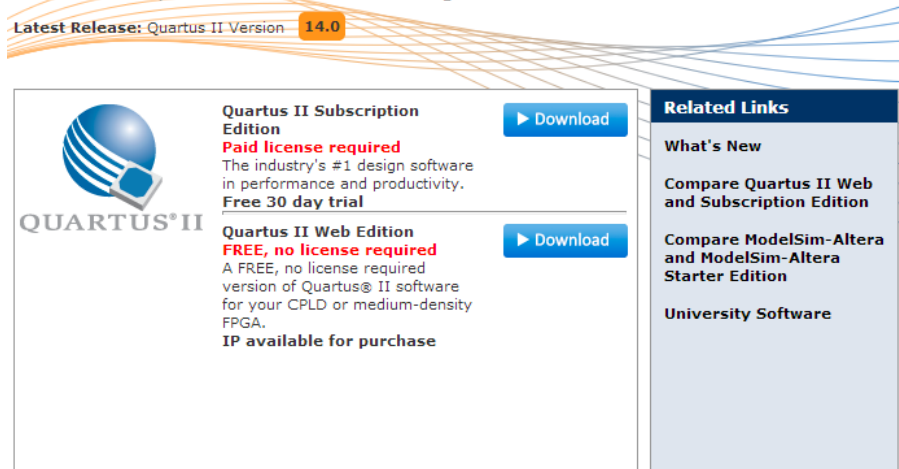 Latest Release: Quartus II Version 14.0
QUARTUS® II
Quartus II Subscription
Edition
Paid license required
The industry's #1 design software
in performance and productivity.
Free 30 day trial
Download
Quartus II Web Edition
FREE, no license required
A FREE, no license required
version of Quartus® II software
for your CPLD or medium-density
FPGA.
IP available for purchase
Download
Related Links
What's New
Compare Quartus II Web
and Subscription Edition
Compare ModelSim-Altera
and ModelSim-Altera
Starter Edition
University Software